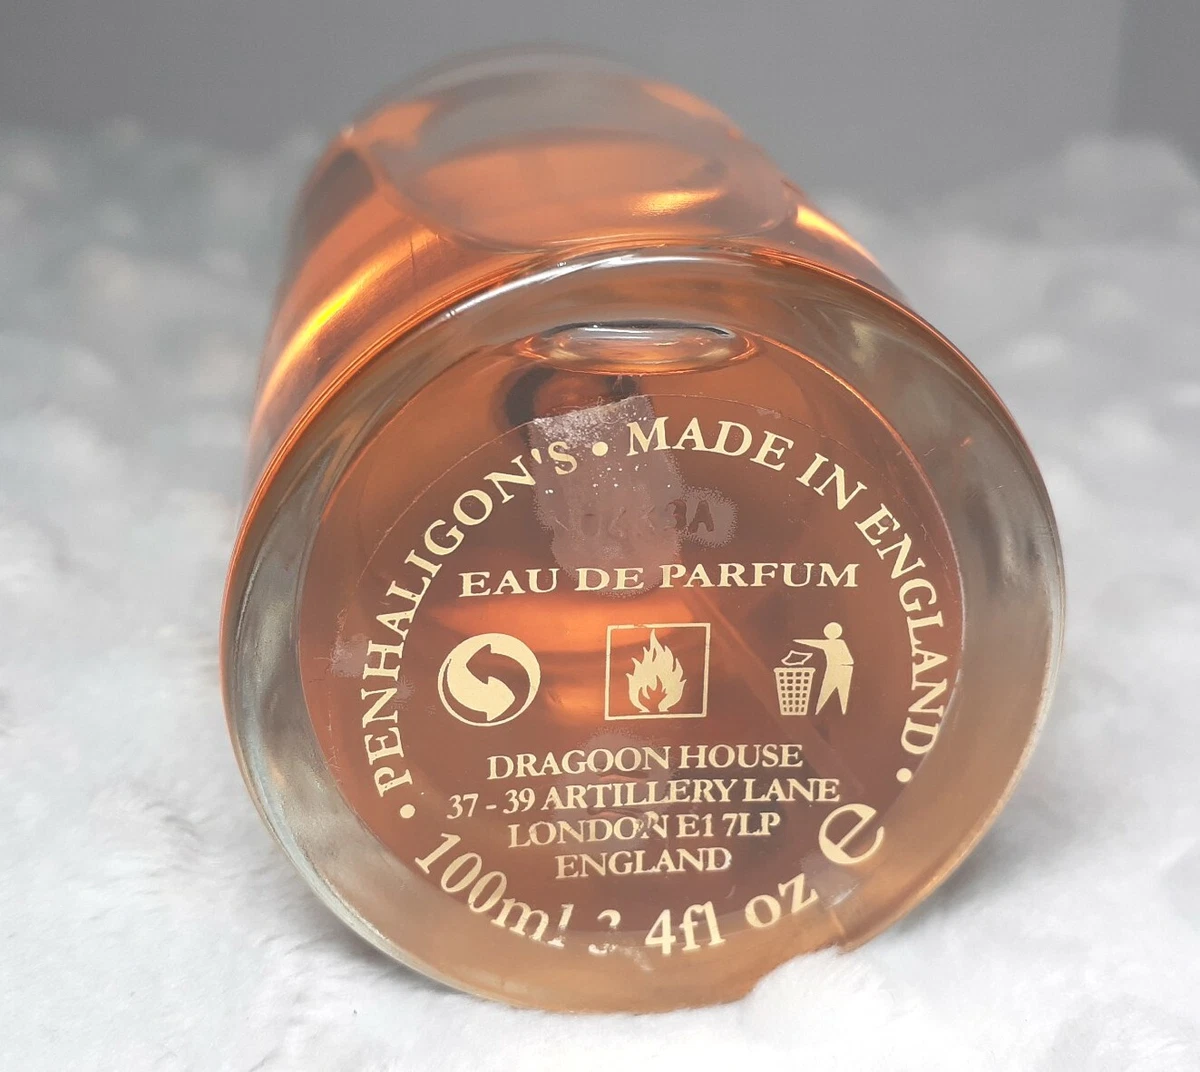 • PENHALIGON'S • MADE IN ENGLAND •
EAU DE PARFUM
DRAGOON HOUSE
37 - 39 ARTILLERY LANE
LONDON E1 7LP
ENGLAND
100ml 3.4fl oz e